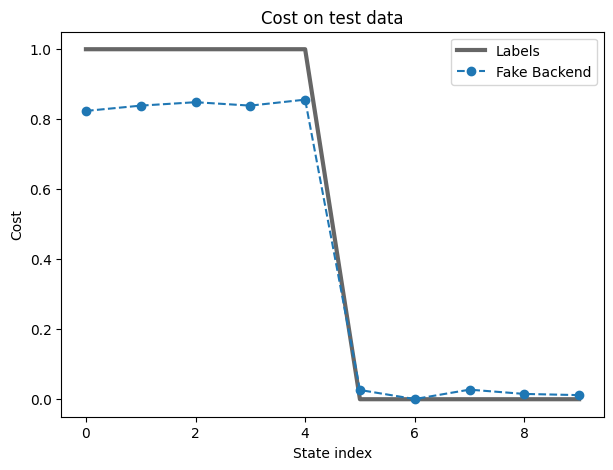 Cost on test data
Labels
Fake Backend
1.0
0.8
0.6
0.4
0.2
0.0
Cost
0 2 4 6 8
State index